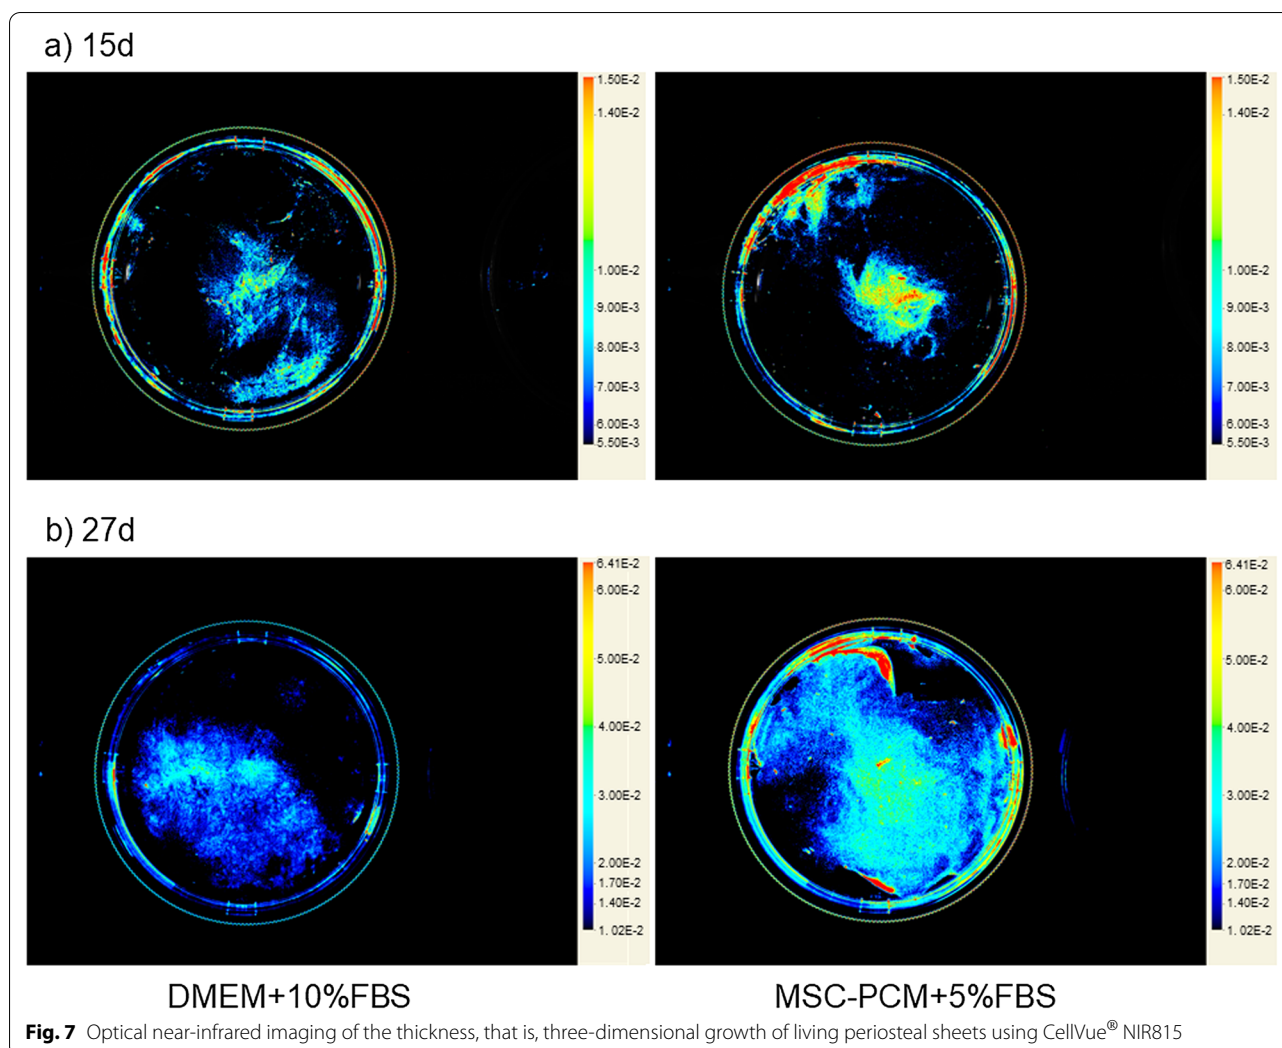 a) 15d
1.50E-2
1.40E-2
1.00E-2
9.00E-3
8.00E-3
7.00E-3
6.00E-3
5.50E-3
1.50E-2
1.40E-2
1.00E-2
9.00E-3
8.00E-3
7.00E-3
6.00E-3
5.50E-3
b) 27d
6.41E-2
6.00E-2
5.00E-2
4.00E-2
3.00E-2
2.00E-2
1.70E-2
1.40E-2
1.02E-2
6.41E-2
6.00E-2
5.00E-2
4.00E-2
3.00E-2
2.00E-2
1.70E-2
1.40E-2
1.02E-2
DMEM+10%FBS
MSC-PCM+5%FBS
Fig. 7 Optical near-infrared imaging of the thickness, that is, three-dimensional growth of living periosteal sheets using CellVue® NIR815